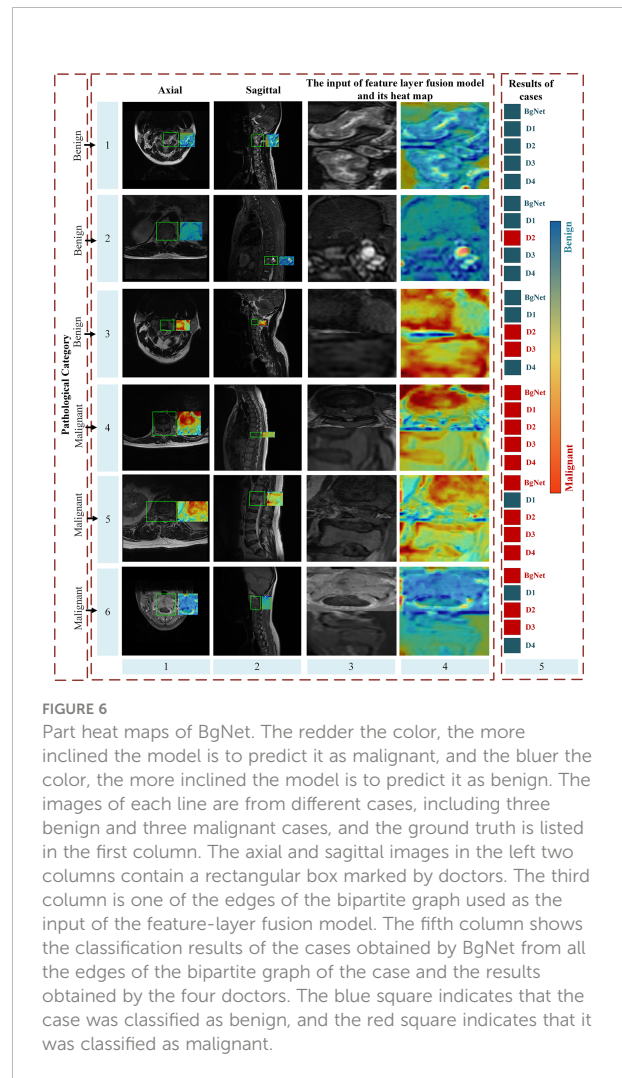 Axial
Sagittal
The input of feature layer fusion model
and its heat map
Results of
cases
Pathological Category
Benign
1
BgNet
D1
D2
D3
D4
Benign
2
BgNet
D1
D2
D3
D4
Benign
3
BgNet
D1
D2
D3
D4
Malignant
4
BgNet
D1
D2
D3
D4
Malignant
5
BgNet
D1
D2
D3
D4
Malignant
6
BgNet
D1
D2
D3
D4
Benign
Malignant
1
2
3
4
5
FIGURE 6
Part heat maps of BgNet. The redder the color, the more
inclined the model is to predict it as malignant, and the bluer the
color, the more inclined the model is to predict it as benign. The
images of each line are from different cases, including three
benign and three malignant cases, and the ground truth is listed
in the first column. The axial and sagittal images in the left two
columns contain a rectangular box marked by doctors. The third
column is one of the edges of the bipartite graph used as the
input of the feature-layer fusion model. The fifth column shows
the classification results of the cases obtained by BgNet from all
the edges of the bipartite graph of the case and the results
obtained by the four doctors. The blue square indicates that the
case was classified as benign, and the red square indicates that it
was classified as malignant.